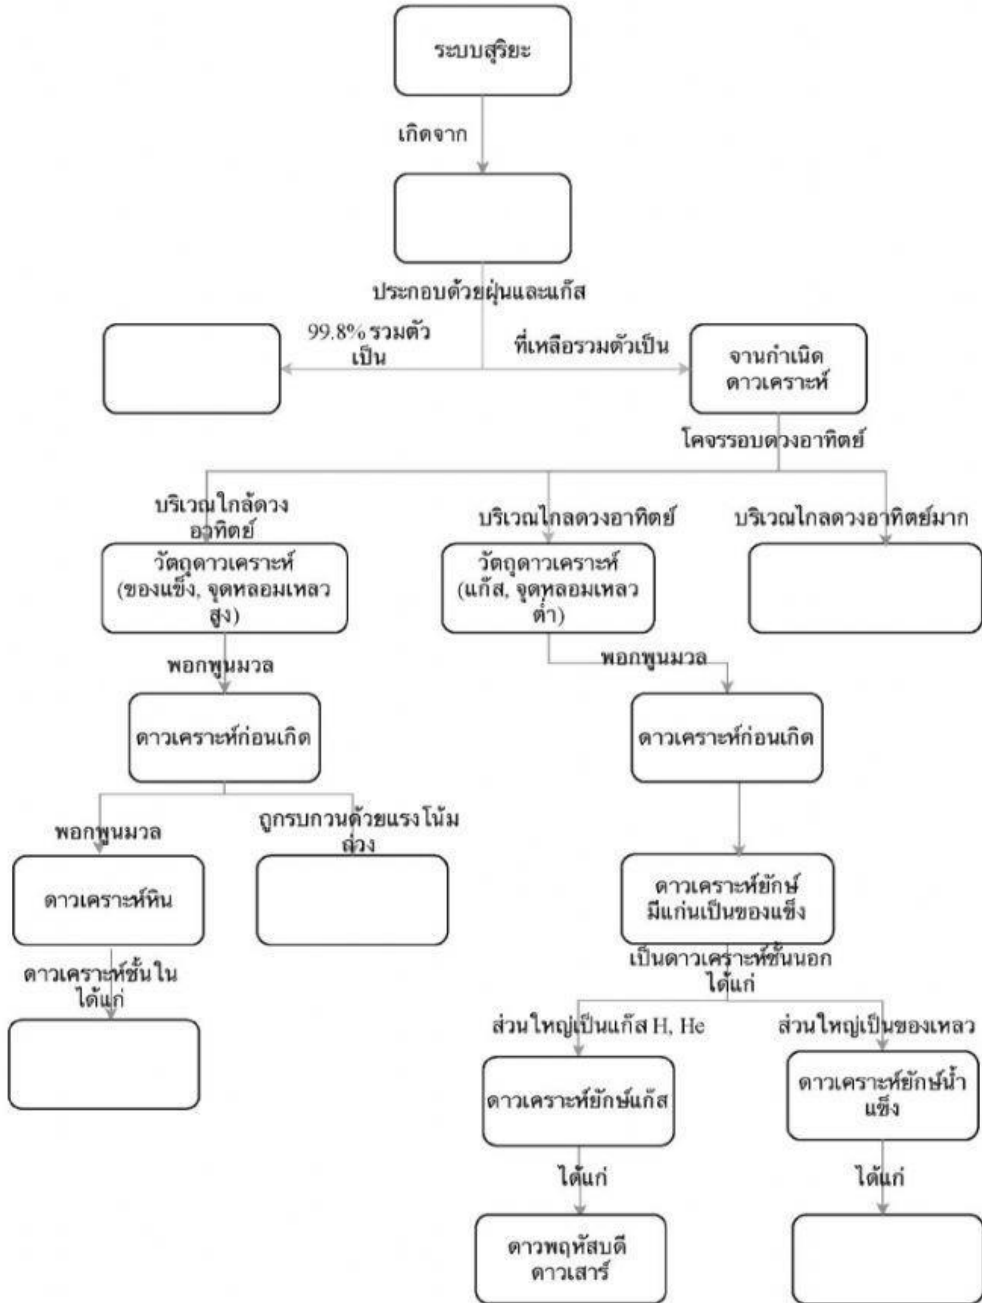 ระบบสุริยะ
เกิดจาก
ประกอบด้วยฝุ่นและแก๊ส
99.8% รวมตัว
เป็น
ที่เหลือรวมตัวเป็น
จานกำเนิด
ดาวเคราะห์
โคจรรอบดวงอาทิตย์
บริเวณใกล้ดวง
อาทิตย์
บริเวณไกลดวงอาทิตย์
บริเวณไกลดวงอาทิตย์มาก
วัตถุดาวเคราะห์
(ของแข็ง, จุดหลอมเหลว
สูง)
วัตถุดาวเคราะห์
(แก๊ส, จุดหลอมเหลว
ต่ำ)
พอกพูนมวล
พอกพูนมวล
ดาวเคราะห์ก่อนเกิด
ดาวเคราะห์ก่อนเกิด
พอกพูนมวล
ถูกรบกวนด้วยแรงโน้ม
ถ่วง
ดาวเคราะห์หิน
ดาวเคราะห์ยักษ์
มีแก่นเป็นของแข็ง
ดาวเคราะห์ชั้นใน
ได้แก่
เป็นดาวเคราะห์ชั้นนอก
ได้แก่
ส่วนใหญ่เป็นแก๊ส H, He
ส่วนใหญ่เป็นของเหลว
ดาวเคราะห์ยักษ์แก๊ส
ดาวเคราะห์ยักษ์น้ำ
แข็ง
ได้แก่
ได้แก่
ดาวพฤหัสบดี
ดาวเสาร์